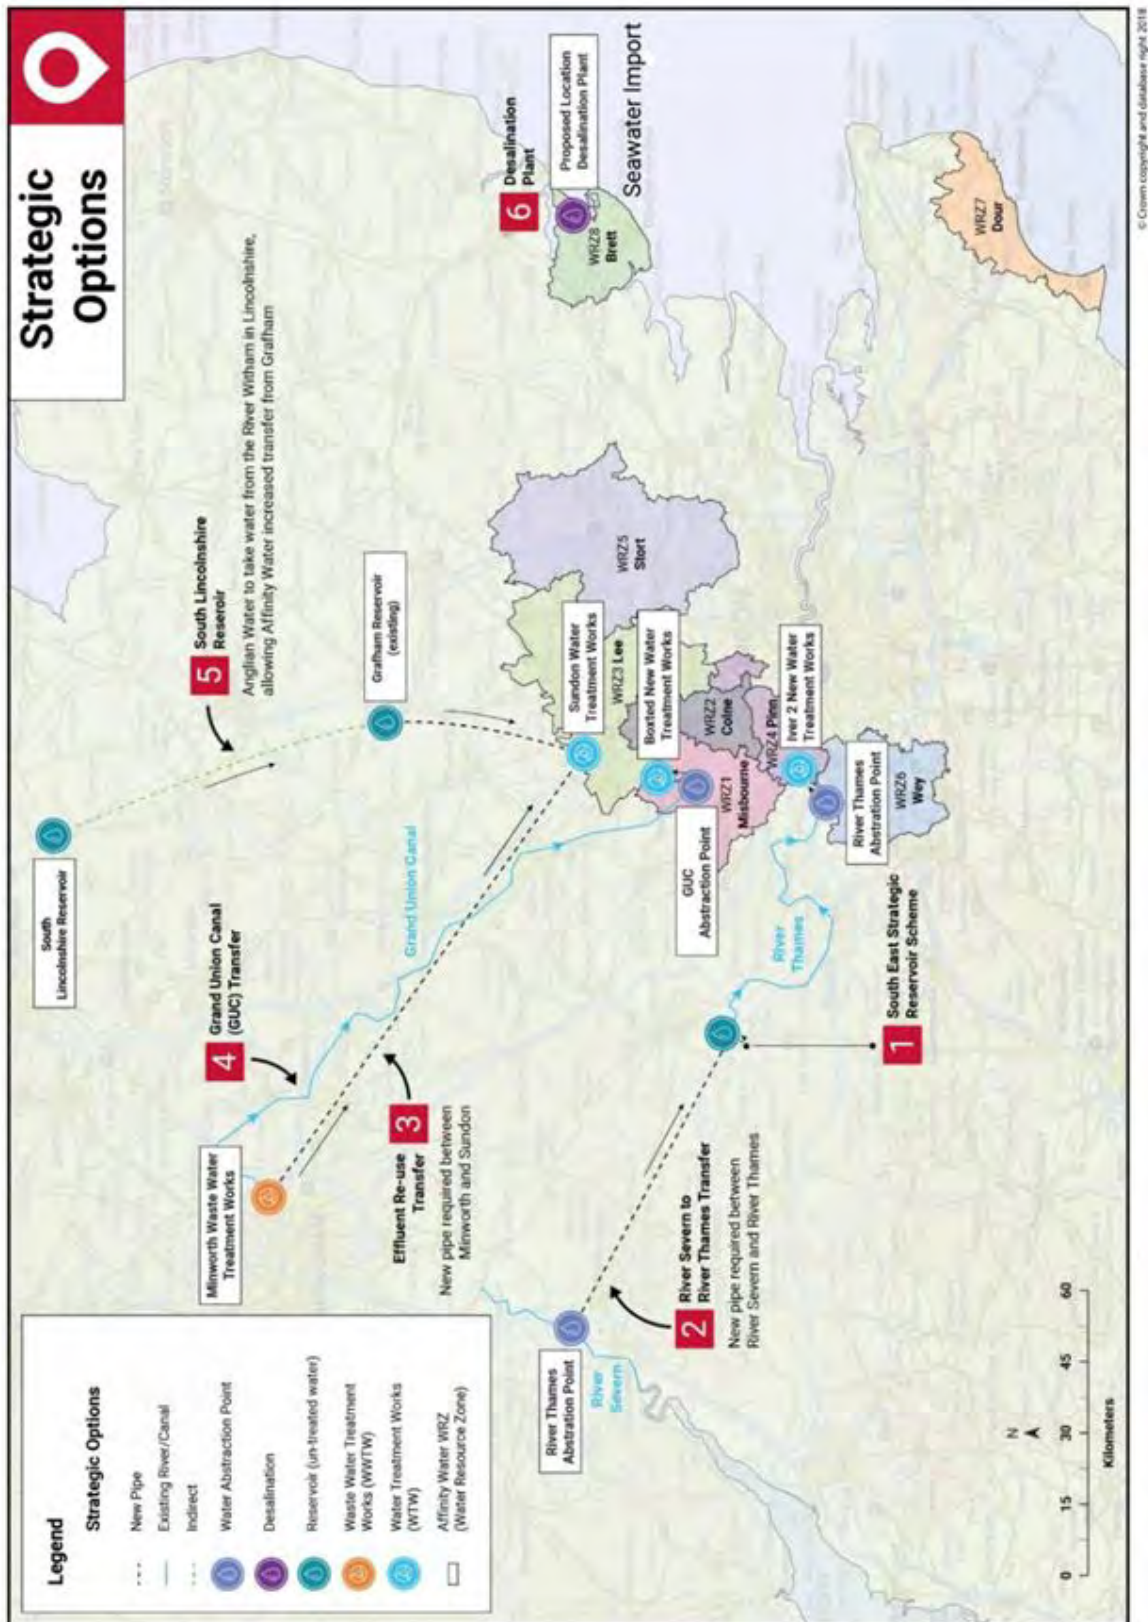 Strategic
Options
Legend
Strategic Options
New Pipe
Existing River/Canal
Indirect
Water Abstraction Point
Desalination
Reservoir (un-treated water)
Waste Water Treatment
Works (WWTW)
Water Treatment Works
(WTW)
Affinity Water WRZ
(Water Resource Zone)
South
Lincolnshire Reservoir
5
South Lincolnshire
Reseroir
Anglian Water to take water from the River Witham in Lincolnshire,
allowing Affinity Water increased transfer from Grafham
Minworth Waste Water
Treatment Works
4
Grand Union Canal
(GUC) Transfer
Grafham Reservoir
(existing)
Grand Union Canal
Effluent Re-use
Transfer
3
New pipe required between
Minworth and Sundon
6
Desalination
Plant
Proposed Location
Desalination Plant
Seawater Import
WRZ8
Brett
Sundon Water
Treatment Works
WRZ3 Lee
WRZ5
Stort
Boxted New Water
Treatment Works
WRZ2
Colne
WRZ1
Misbourne
GUC
Abstraction Point
WRZ4 Pinn
Iver 2 New Water
Treatment Works
River Thames
Abstration Point
River
Severn
2
River Severn to
River Thames Transfer
New pipe required between
River Severn and River Thames
River
Thames
River Thames
Abstration Point
WRZ6
Wey
1
South East Strategic
Reservoir Scheme
WRZ7
Dour
N
0 15 30 45 60
Kilometers
© Crown copyright and database right 2018